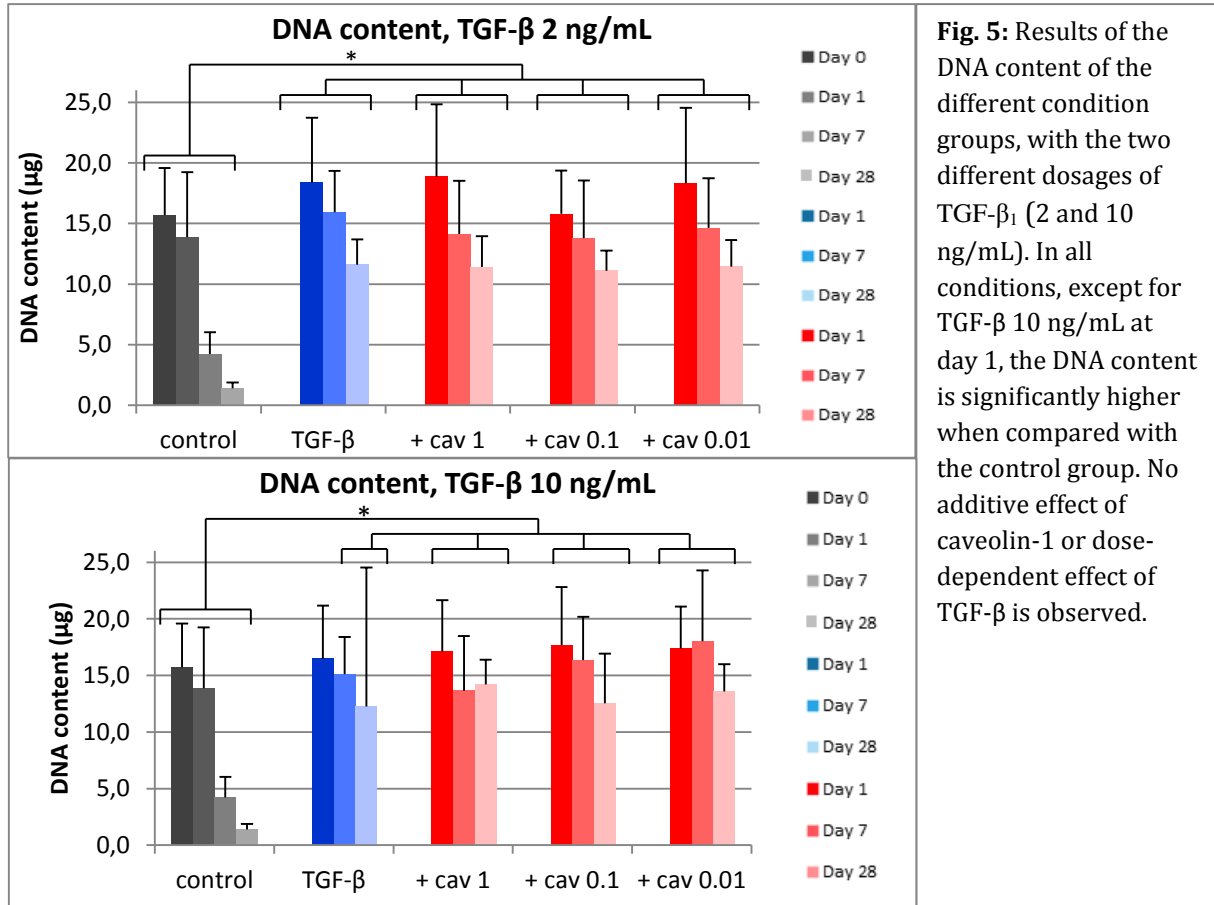 DNA content, TGF-β 2 ng/mL
*
25,0
20,0
15,0
10,0
5,0
0,0
DNA content (µg)
control TGF-β + cav 1 + cav 0.1 + cav 0.01
Day 0
Day 1
Day 7
Day 28
Day 1
Day 7
Day 28
Day 1
Day 7
Day 28
DNA content, TGF-β 10 ng/mL
*
25,0
20,0
15,0
10,0
5,0
0,0
DNA content (µg)
control TGF-β + cav 1 + cav 0.1 + cav 0.01
Day 0
Day 1
Day 7
Day 28
Day 1
Day 7
Day 28
Day 1
Day 7
Day 28
Fig. 5: Results of the
DNA content of the
different condition
groups, with the two
different dosages of
TGF-β₁ (2 and 10
ng/mL). In all
conditions, except for
TGF-β 10 ng/mL at
day 1, the DNA content
is significantly higher
when compared with
the control group. No
additive effect of
caveolin-1 or dose-
dependent effect of
TGF-β is observed.